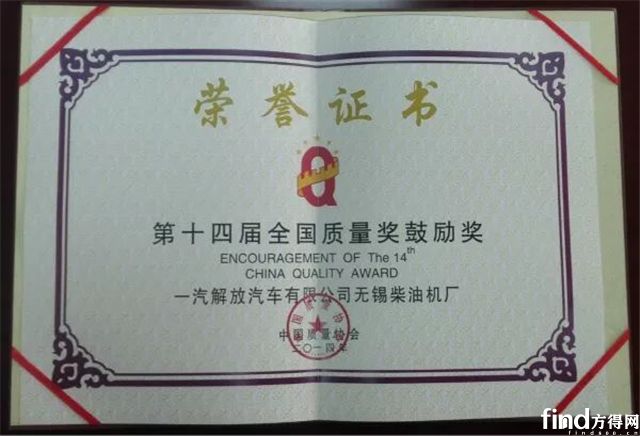 荣誉证书
Q
第十四届全国质量奖鼓励奖
ENCOURAGEMENT OF The 14th
CHINA QUALITY AWARD
一汽解放汽车有限公司无锡柴油机厂
中国质量协会
二〇一四年
find方得网
find800.cn